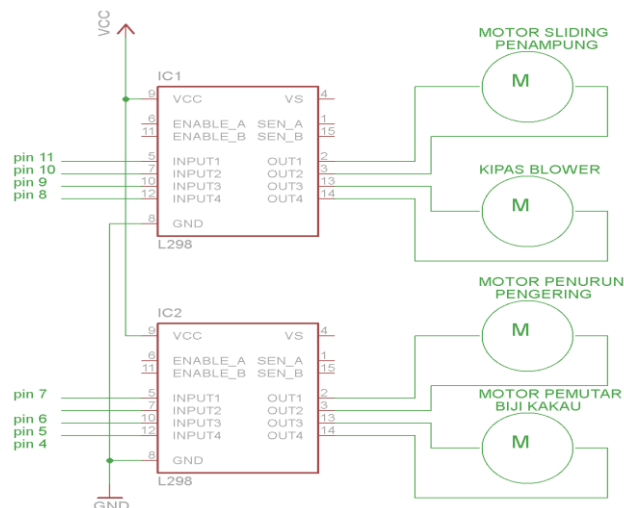 VCC
IC1
9 VCC VS 4
6 ENABLE_A SEN_A 1
11 ENABLE_B SEN_B 15
pin 11 5 INPUT1 OUT1 2
pin 10 7 INPUT2 OUT2 3
pin 9 10 INPUT3 OUT3 13
pin 8 12 INPUT4 OUT4 14
8 GND
L298
MOTOR SLIDING
PENAMPUNG
M
KIPAS BLOWER
M
IC2
9 VCC VS 4
6 ENABLE_A SEN_A 1
11 ENABLE_B SEN_B 15
pin 7 5 INPUT1 OUT1 2
7 INPUT2 OUT2 3
pin 6 10 INPUT3 OUT3 13
pin 5 12 INPUT4 OUT4 14
pin 4
8 GND
L298
GND
MOTOR PENURUN
PENGERING
M
MOTOR PEMUTAR
BIJI KAKAU
M